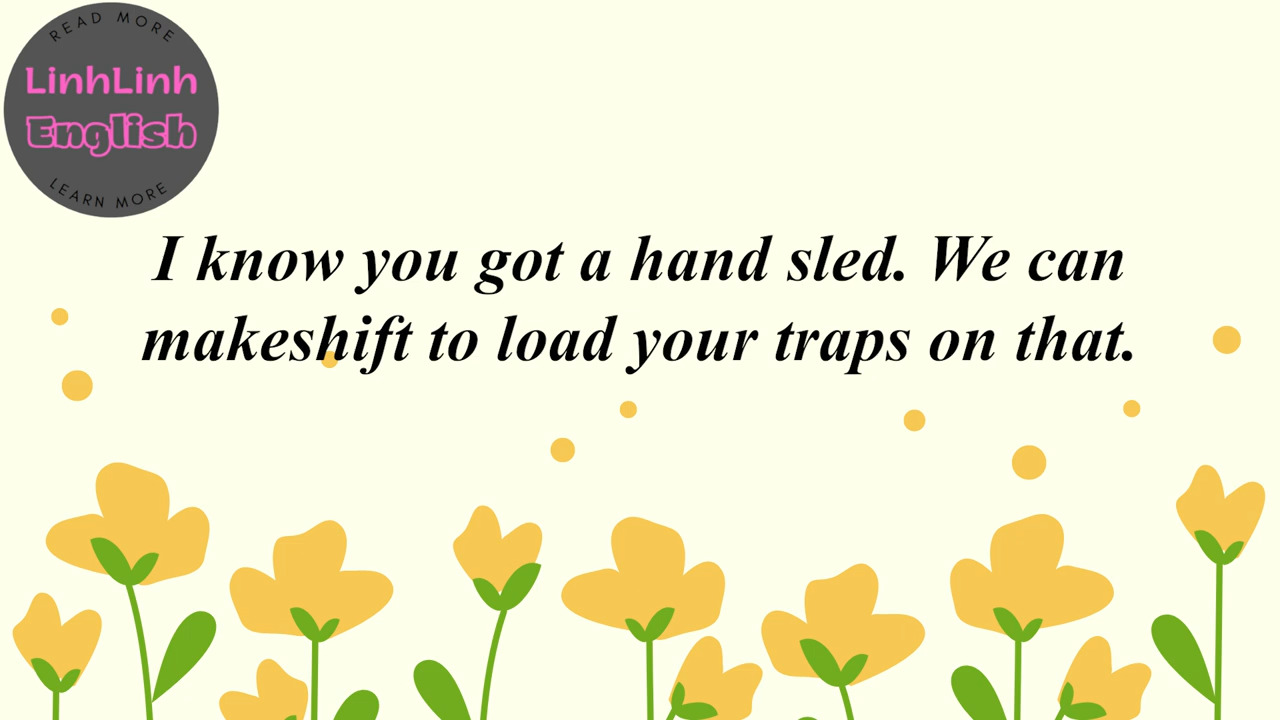 READ MORE
LinhLinh
English
LEARN MORE
I know you got a hand sled. We can
makeshift to load your traps on that.